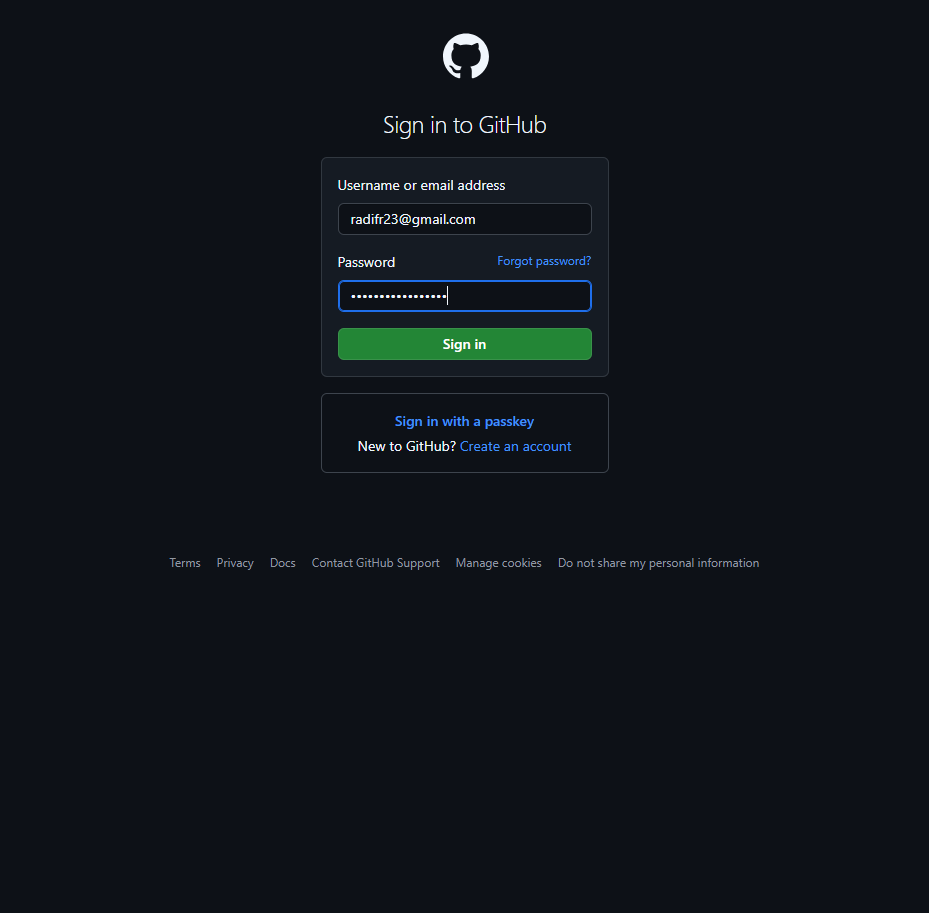 Sign in to GitHub
Username or email address
radifr23@gmail.com
Password Forgot password?
•••••••••••••••••
Sign in
Sign in with a passkey
New to GitHub? Create an account
Terms Privacy Docs Contact GitHub Support Manage cookies Do not share my personal information